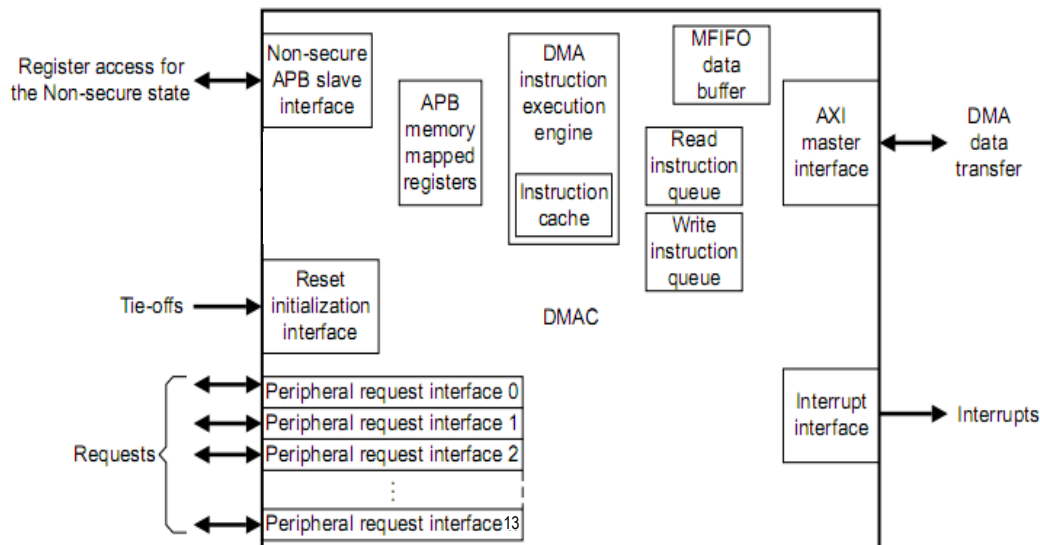 Register access for
the Non-secure state
Non-secure
APB slave
interface
APB
memory
mapped
registers
DMA
instruction
execution
engine
Instruction
cache
MFIFO
data
buffer
Read
instruction
queue
Write
instruction
queue
AXI
master
interface
DMA
data
transfer
Tie-offs
Reset
initialization
interface
DMAC
Requests
Peripheral request interface 0
Peripheral request interface 1
Peripheral request interface 2
⋮
Peripheral request interface 13
Interrupt
interface
Interrupts